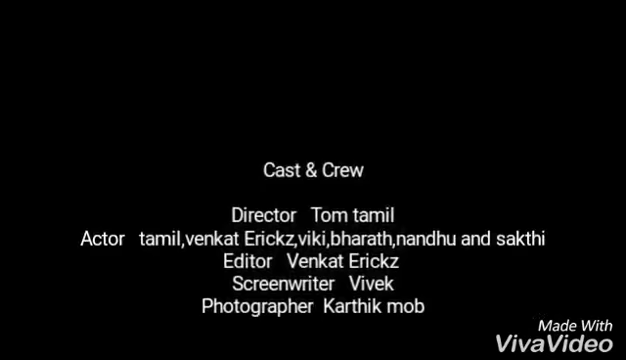 Cast & Crew
Director Tom tamil
Actor tamil,venkat Erickz,viki,bharath,nandhu and sakthi
Editor Venkat Erickz
Screenwriter Vivek
Photographer Karthik mob
Made With
VivaVideo